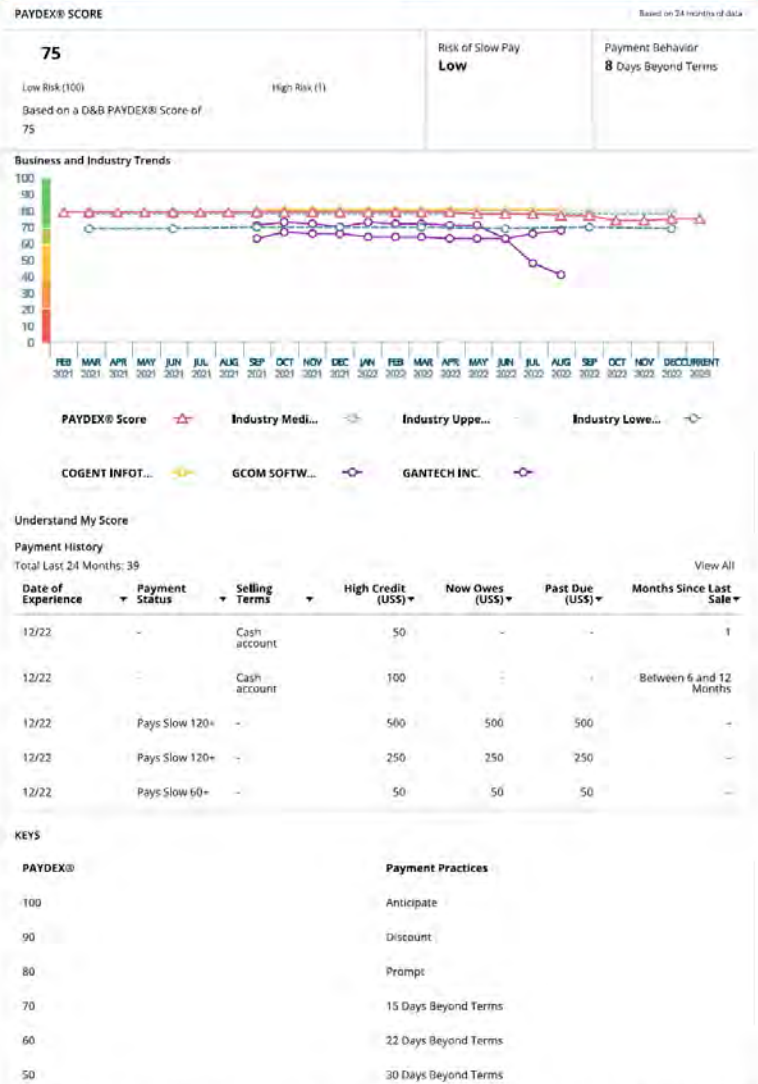 PAYDEX® SCORE
Based on 24 months of data
75
Risk of Slow Pay
Low
Payment Behavior
8 Days Beyond Terms
Low Risk (100)
High Risk (1)
Based on a D&B PAYDEX® Score of
75
Business and Industry Trends
100
90
80
70
60
50
40
30
20
10
0
FEB MAR APR MAY JUN JUL AUG SEP OCT NOV DEC JAN FEB MAR APR MAY JUN JUL AUG SEP OCT NOV DEC CURRENT
2021 2021 2021 2021 2021 2021 2021 2021 2021 2021 2021 2022 2022 2022 2022 2022 2022 2022 2022 2022 2022 2022 2022 2023
PAYDEX® Score
Industry Medi...
Industry Uppe...
Industry Lowe...
COGENT INFOT...
GCOM SOFTW...
GANTECH INC.
Understand My Score
Payment History
Total Last 24 Months: 39
View All
Date of Experience Payment Status Selling Terms High Credit (US$) Now Owes (US$) Past Due (US$) Months Since Last Sale
12/22 - Cash account 50 - - 1
12/22 - Cash account 100 - - Between 6 and 12 Months
12/22 Pays Slow 120+ - 500 500 500 -
12/22 Pays Slow 120+ - 250 250 250 -
12/22 Pays Slow 60+ - 50 50 50 -
KEYS
PAYDEX® Payment Practices
100 Anticipate
90 Discount
80 Prompt
70 15 Days Beyond Terms
60 22 Days Beyond Terms
50 30 Days Beyond Terms